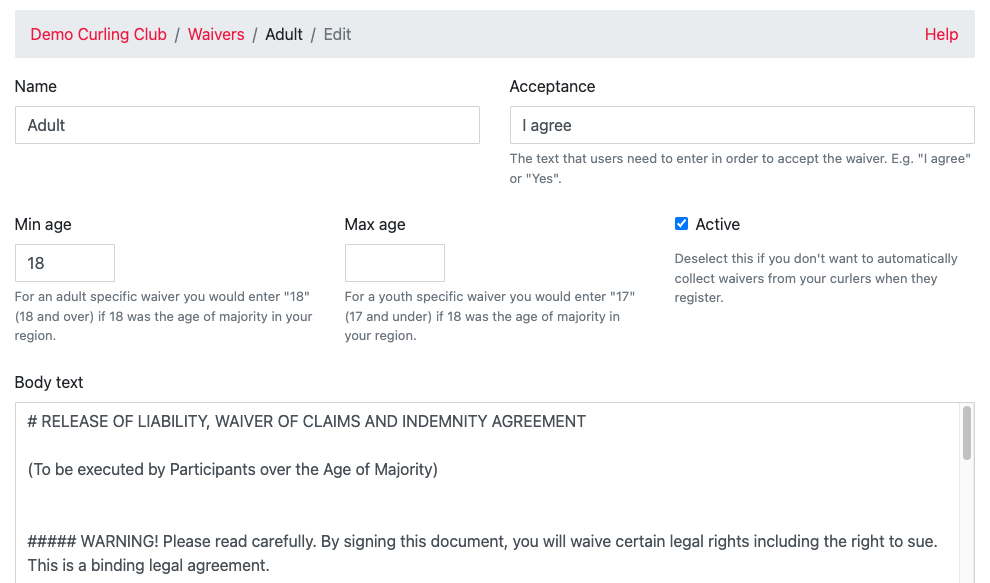 Demo Curling Club / Waivers / Adult / Edit Help
Name Acceptance
Adult I agree
The text that users need to enter in order to accept the waiver. E.g. "I agree"
or "Yes".
Min age Max age Active
18
For an adult specific waiver you would enter "18"
(18 and over) if 18 was the age of majority in your
region.
For a youth specific waiver you would enter "17"
(17 and under) if 18 was the age of majority in
your region.
Deselect this if you don't want to automatically
collect waivers from your curlers when they
register.
Body text
# RELEASE OF LIABILITY, WAIVER OF CLAIMS AND INDEMNITY AGREEMENT
(To be executed by Participants over the Age of Majority)
##### WARNING! Please read carefully. By signing this document, you will waive certain legal rights including the right to sue.
This is a binding legal agreement.